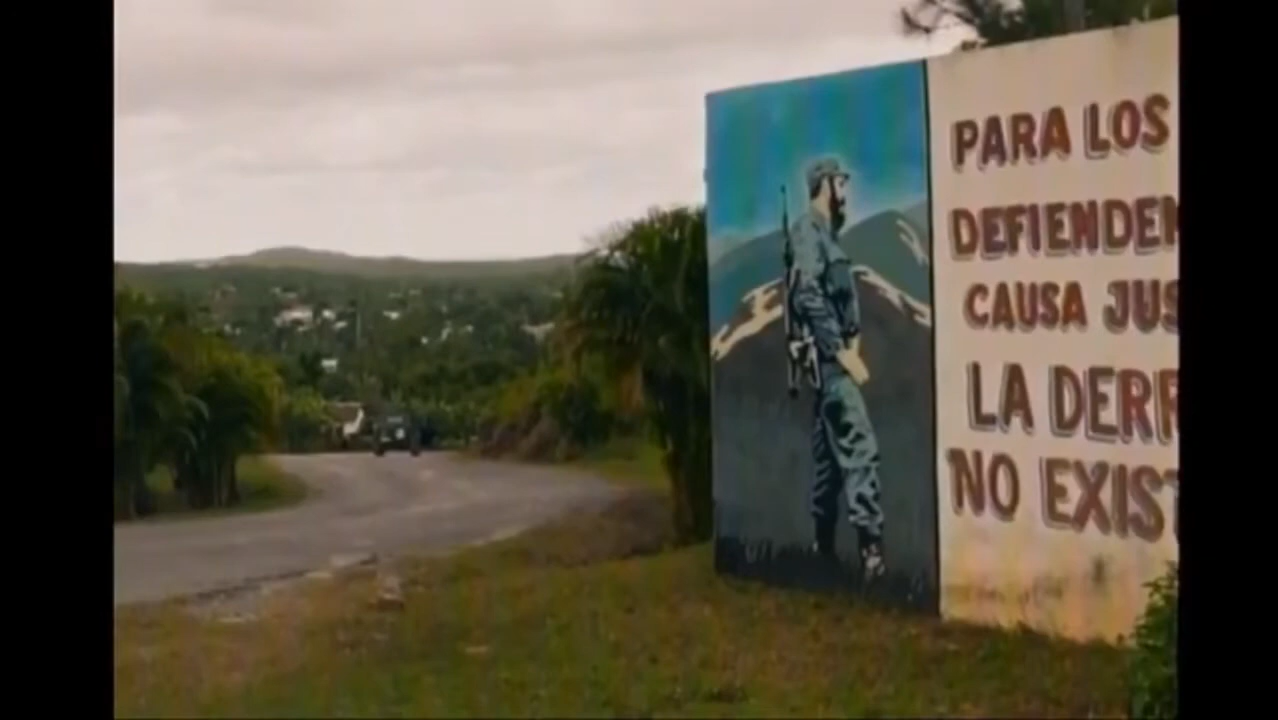 PARA LOS
DEFIENDEN
CAUSA JUS
LA DERR
NO EXIST